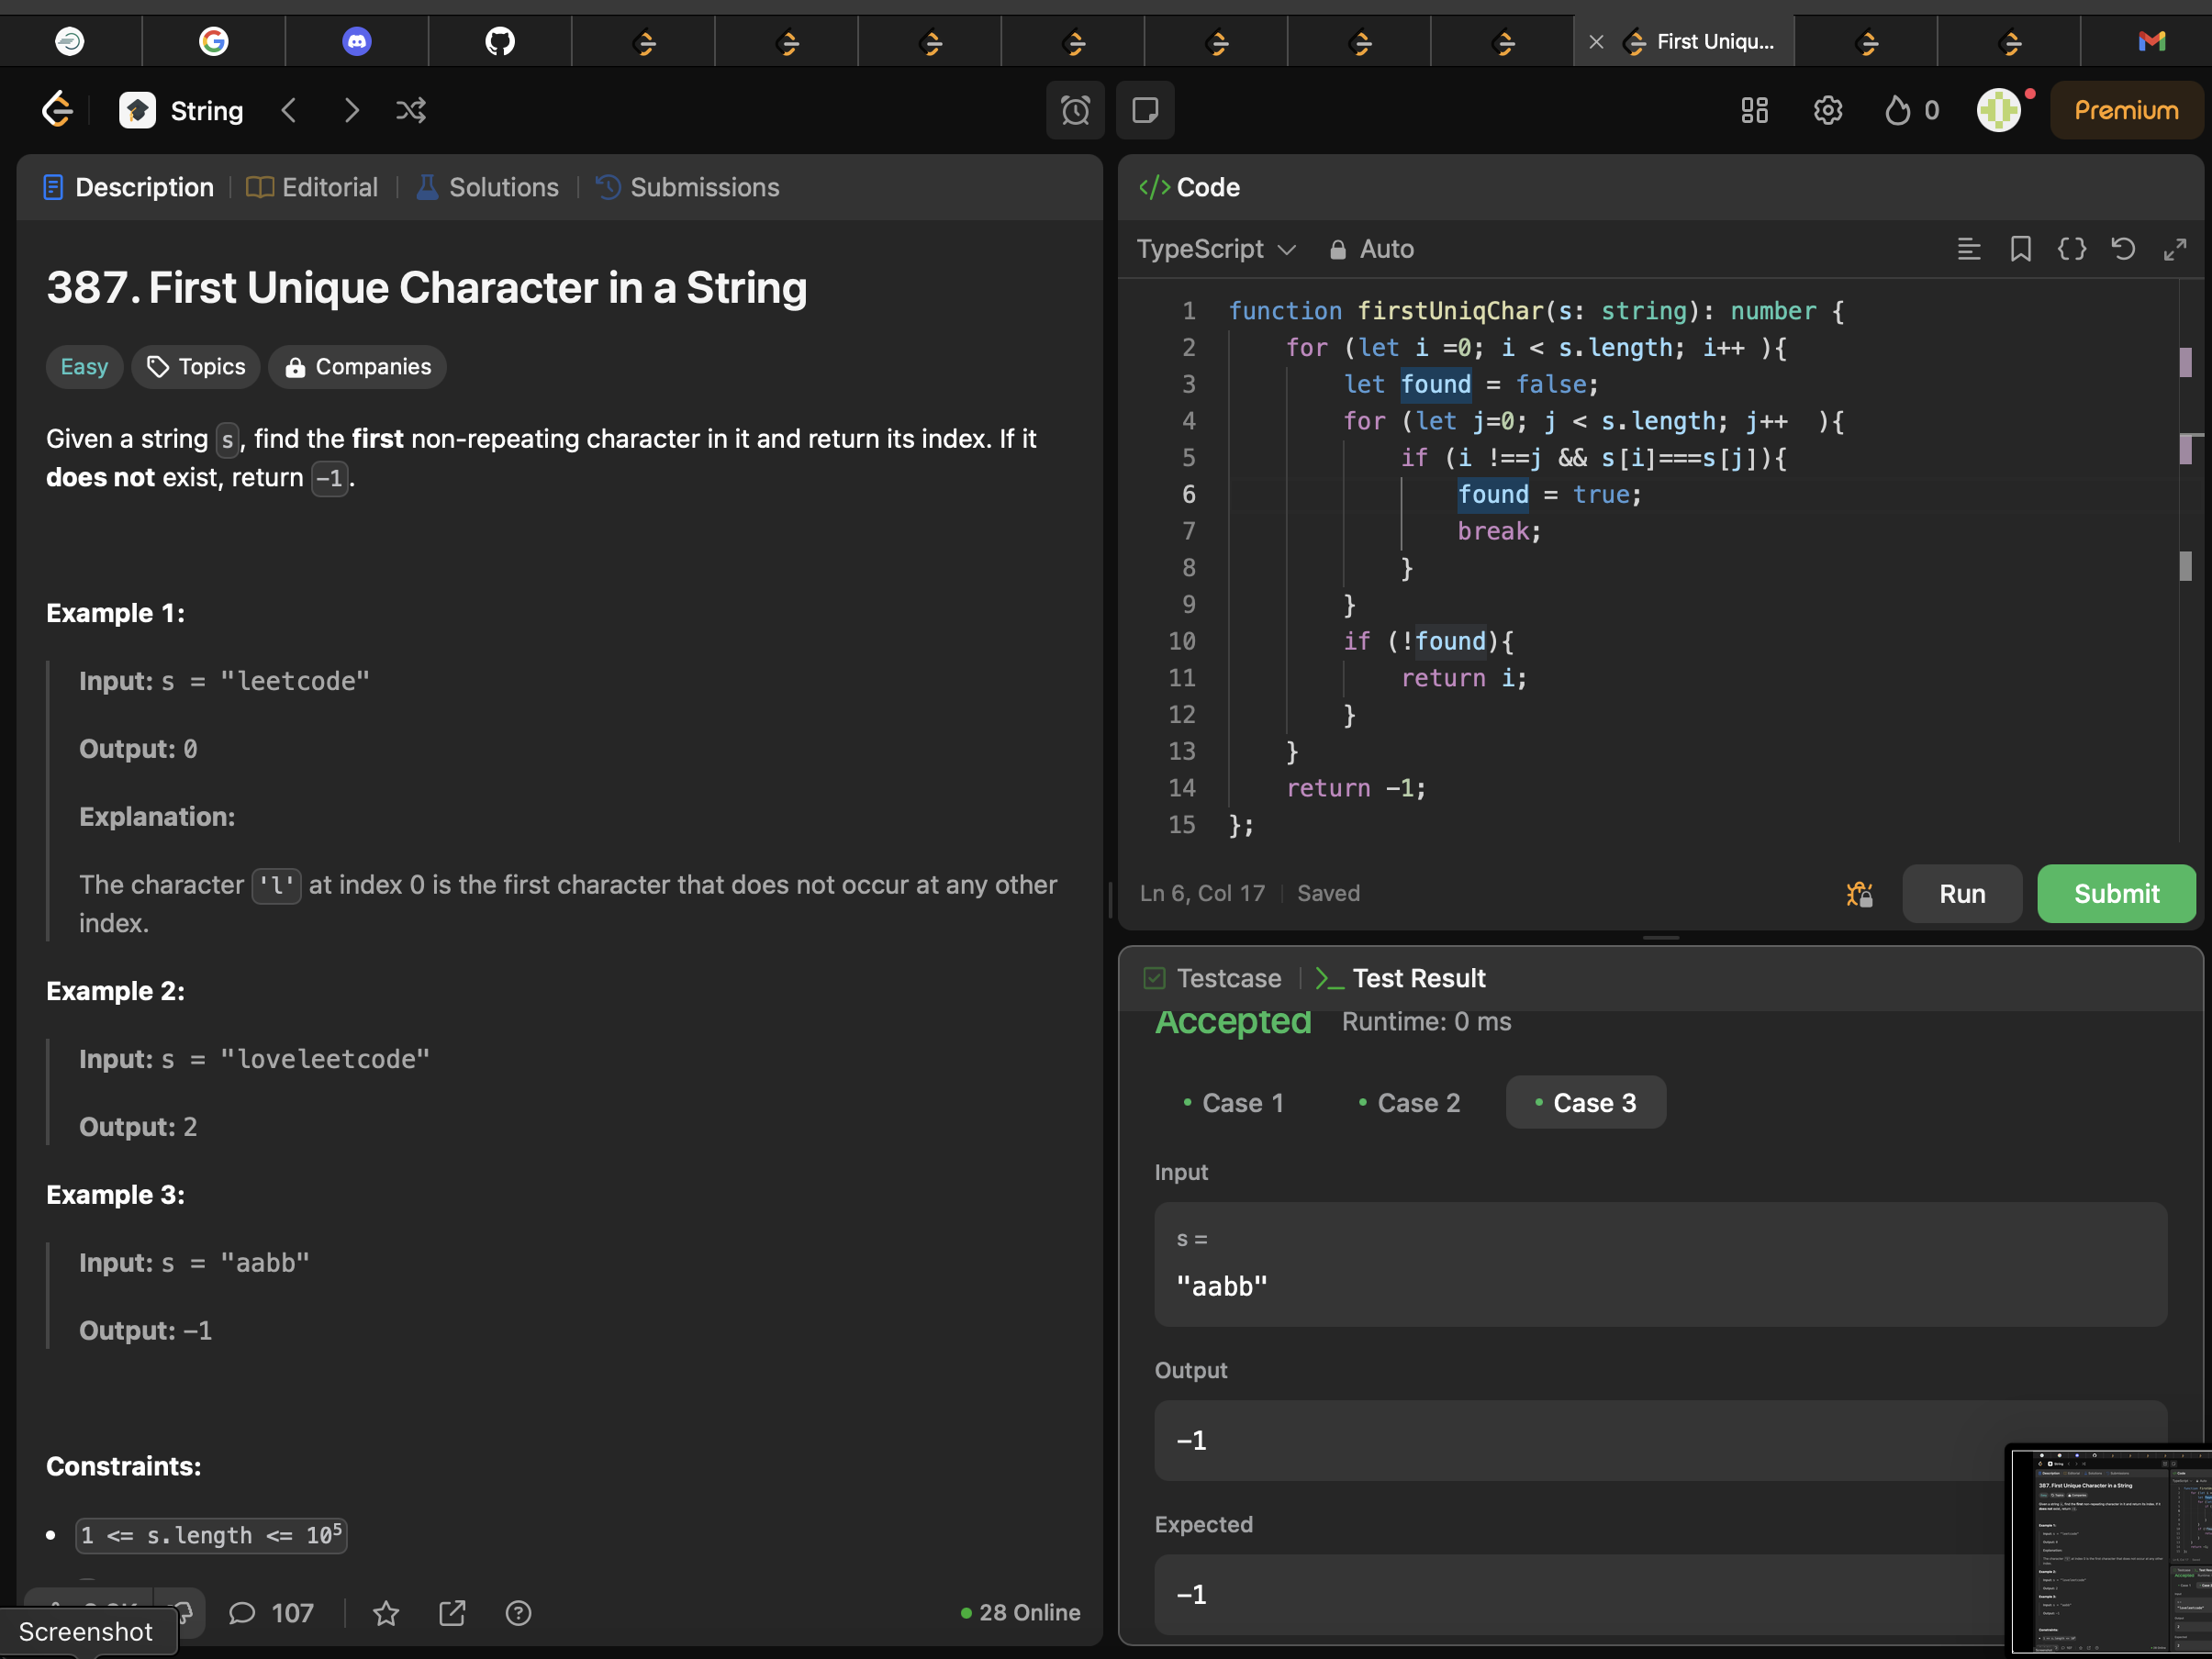 First Uniqu...
String
0
Premium
Description
Editorial
Solutions
Submissions
387. First Unique Character in a String
Easy
Topics
Companies
Given a string s, find the first non-repeating character in it and return its index. If it
does not exist, return -1.
Example 1:
Input: s = "leetcode"
Output: 0
Explanation:
The character 'l' at index 0 is the first character that does not occur at any other
index.
Example 2:
Input: s = "loveleetcode"
Output: 2
Example 3:
Input: s = "aabb"
Output: -1
Constraints:
1 <= s.length <= 10⁵
107
28 Online
Screenshot
</> Code
TypeScript
Auto
1 function firstUniqChar(s: string): number {
2     for (let i =0; i < s.length; i++ ){
3         let found = false;
4         for (let j=0; j < s.length; j++  ){
5             if (i !==j && s[i]===s[j]){
6                 found = true;
7                 break;
8             }
9         }
10         if (!found){
11             return i;
12         }
13     }
14     return -1;
15 };
Ln 6, Col 17
Saved
Run
Submit
Testcase
Test Result
Accepted
Runtime: 0 ms
Case 1
Case 2
Case 3
Input
s =
"aabb"
Output
-1
Expected
-1